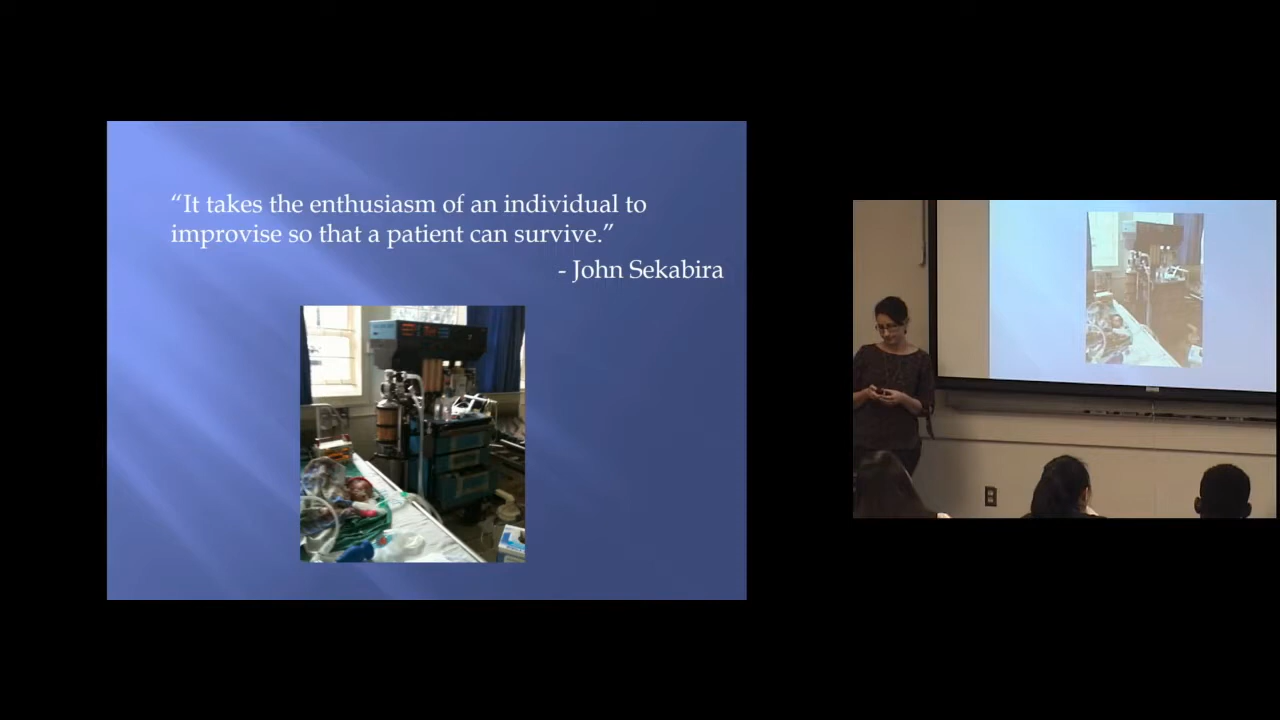 “It takes the enthusiasm of an individual to
improvise so that a patient can survive.”
- John Sekabira